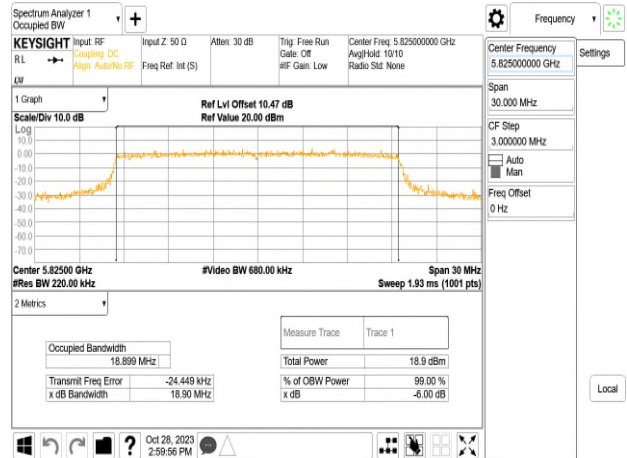 Spectrum Analyzer 1
Occupied BW
Frequency
KEYSIGHT
RL
LXI
Input: RF
Coupling: DC
Align: Auto/No RF
Input Z: 50 Ω
Freq Ref: Int (S)
Atten: 30 dB
Trig: Free Run
Gate: Off
#IF Gain: Low
Center Freq: 5.825000000 GHz
Avg|Hold: 10/10
Radio Std: None
Center Frequency
5.825000000 GHz
Settings
Span
30.000 MHz
CF Step
3.000000 MHz
Auto
Man
Freq Offset
0 Hz
1 Graph
Scale/Div 10.0 dB
Ref Lvl Offset 10.47 dB
Ref Value 20.00 dBm
Log
10.0
0.00
-10.0
-20.0
-30.0
-40.0
-50.0
-60.0
-70.0
Center 5.82500 GHz
#Video BW 680.00 kHz
Span 30 MHz
#Res BW 220.00 kHz
Sweep 1.93 ms (1001 pts)
2 Metrics
Measure Trace Trace 1
Occupied Bandwidth
18.899 MHz
Total Power 18.9 dBm
Transmit Freq Error -24.449 kHz
% of OBW Power 99.00 %
x dB Bandwidth 18.90 MHz
x dB -6.00 dB
Local
?
Oct 28, 2023
2:59:56 PM